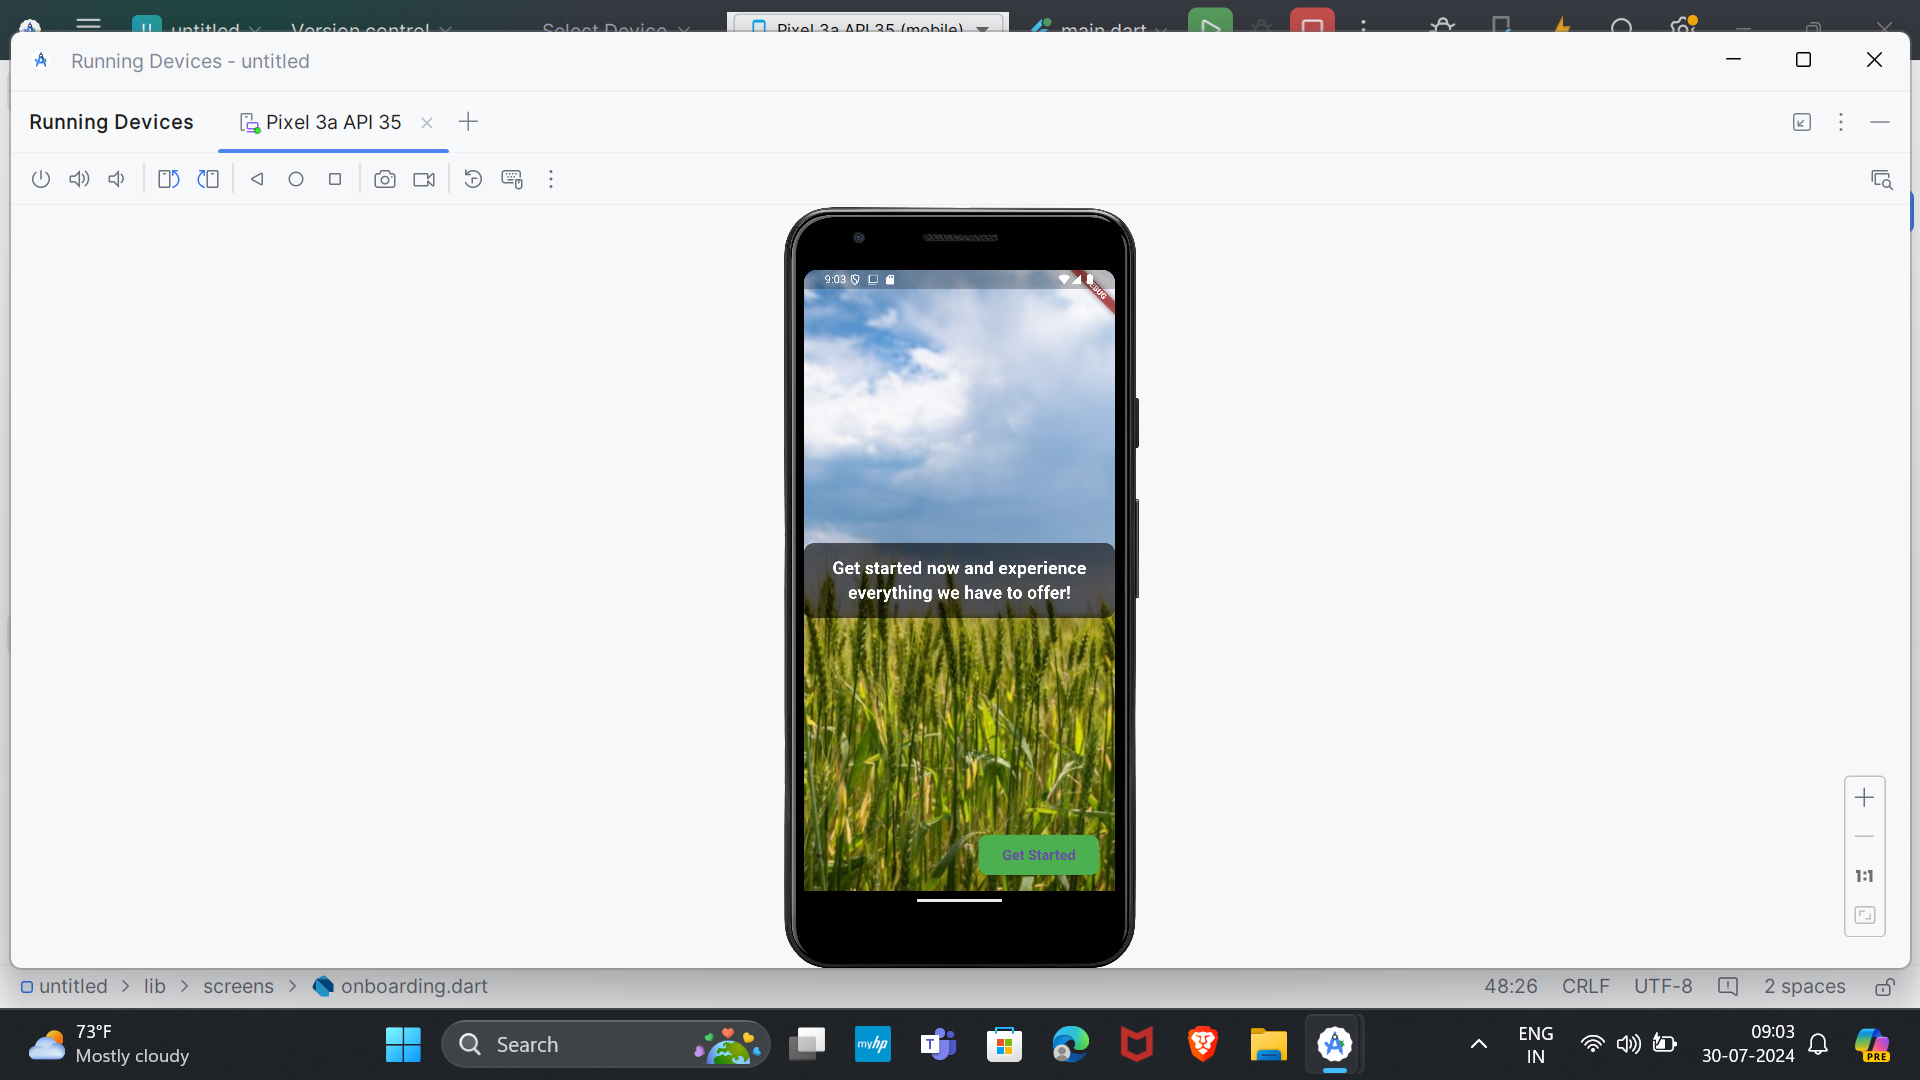 untitled
Version control
Select Device
Pixel 3a API 35 (mobile)
main.dart
Running Devices - untitled
Running Devices
Pixel 3a API 35
9:03
Get started now and experience
everything we have to offer!
Get Started
1:1
untitled > lib > screens > onboarding.dart
48:26 CRLF UTF-8 2 spaces
73°F
Mostly cloudy
Search
myhp
T
PRE
ENG
IN
09:03
30-07-2024